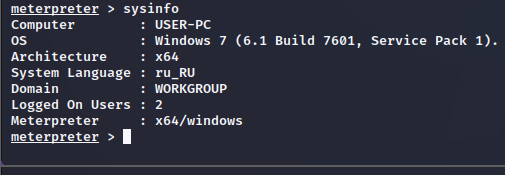 meterpreter > sysinfo
Computer        : USER-PC
OS              : Windows 7 (6.1 Build 7601, Service Pack 1).
Architecture    : x64
System Language : ru_RU
Domain          : WORKGROUP
Logged On Users : 2
Meterpreter     : x64/windows
meterpreter >